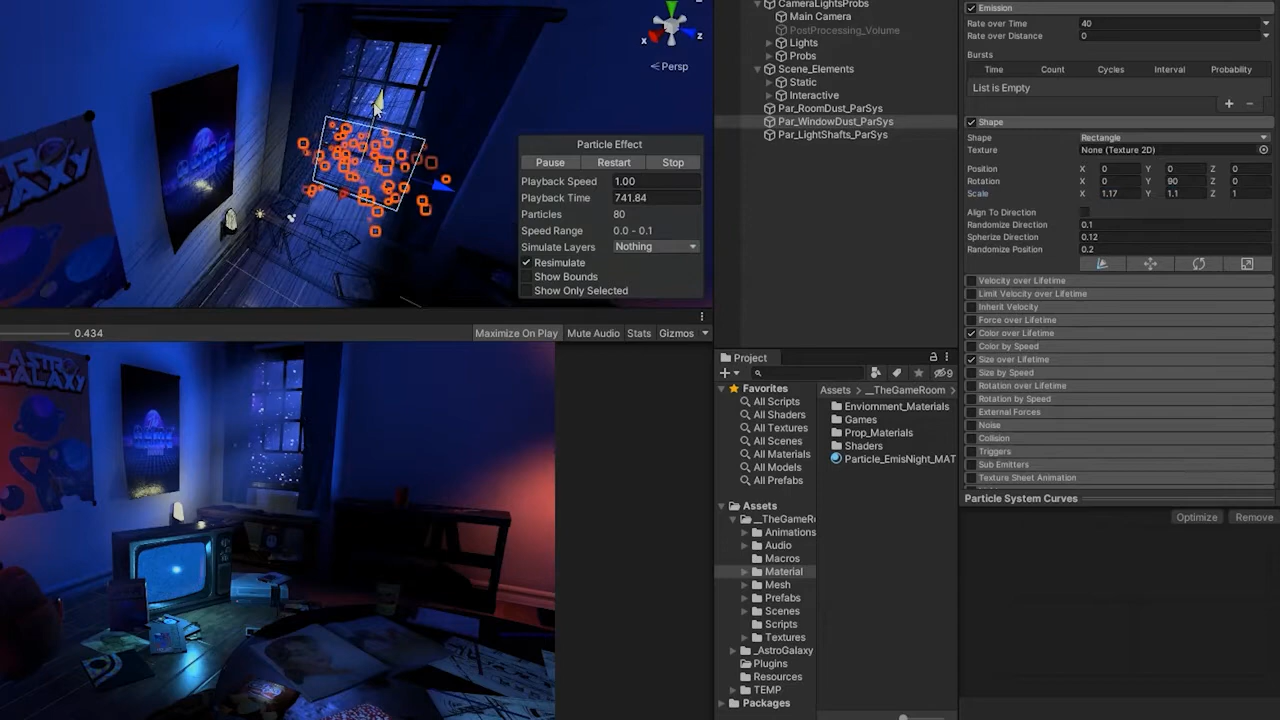 Persp
Particle Effect
Pause Restart Stop
Playback Speed 1.00
Playback Time 741.84
Particles 80
Speed Range 0.0 - 0.1
Simulate Layers Nothing
Resimulate
Show Bounds
Show Only Selected
0.434 Maximize On Play Mute Audio Stats Gizmos
ASTRO
GALAXY
CameraLightsProbs
Main Camera
PostProcessing_Volume
Lights
Probs
Scene_Elements
Static
Interactive
Par_RoomDust_ParSys
Par_WindowDust_ParSys
Par_LightShafts_ParSys
Project
9
Favorites
All Scripts
All Shaders
All Textures
All Scenes
All Materials
All Models
All Prefabs
Assets
__TheGameR
Animations
Audio
Macros
Material
Mesh
Prefabs
Scenes
Scripts
Textures
_AstroGalaxy
Plugins
Resources
TEMP
Packages
Assets > __TheGameRoom >
Enviornment_Materials
Games
Prop_Materials
Shaders
Particle_EmisNight_MAT
Emission
Rate over Time 40
Rate over Distance 0
Bursts
Time Count Cycles Interval Probability
List is Empty
Shape
Shape Rectangle
Texture None (Texture 2D)
Position X 0 Y 0 Z 0
Rotation X 0 Y 90 Z 0
Scale X 1.17 Y 1.1 Z 1
Align To Direction
Randomize Direction 0.1
Spherize Direction 0.12
Randomize Position 0.2
Velocity over Lifetime
Limit Velocity over Lifetime
Inherit Velocity
Force over Lifetime
Color over Lifetime
Color by Speed
Size over Lifetime
Size by Speed
Rotation over Lifetime
Rotation by Speed
External Forces
Noise
Collision
Triggers
Sub Emitters
Texture Sheet Animation
Particle System Curves
Optimize Remove